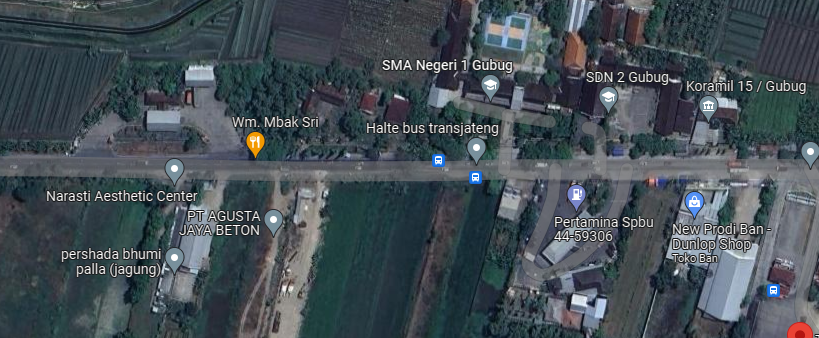 SMA Negeri 1 Gubug
SDN 2 Gubug
Koramil 15 / Gubug
Wm. Mbak Sri
Halte bus transjateng
Narasti Aesthetic Center
PT AGUSTA
JAYA BETON
Pertamina Spbu
44-59306
New Prodi Ban -
Dunlop Shop
Toko Ban
pershada bhumi
palla (jagung)